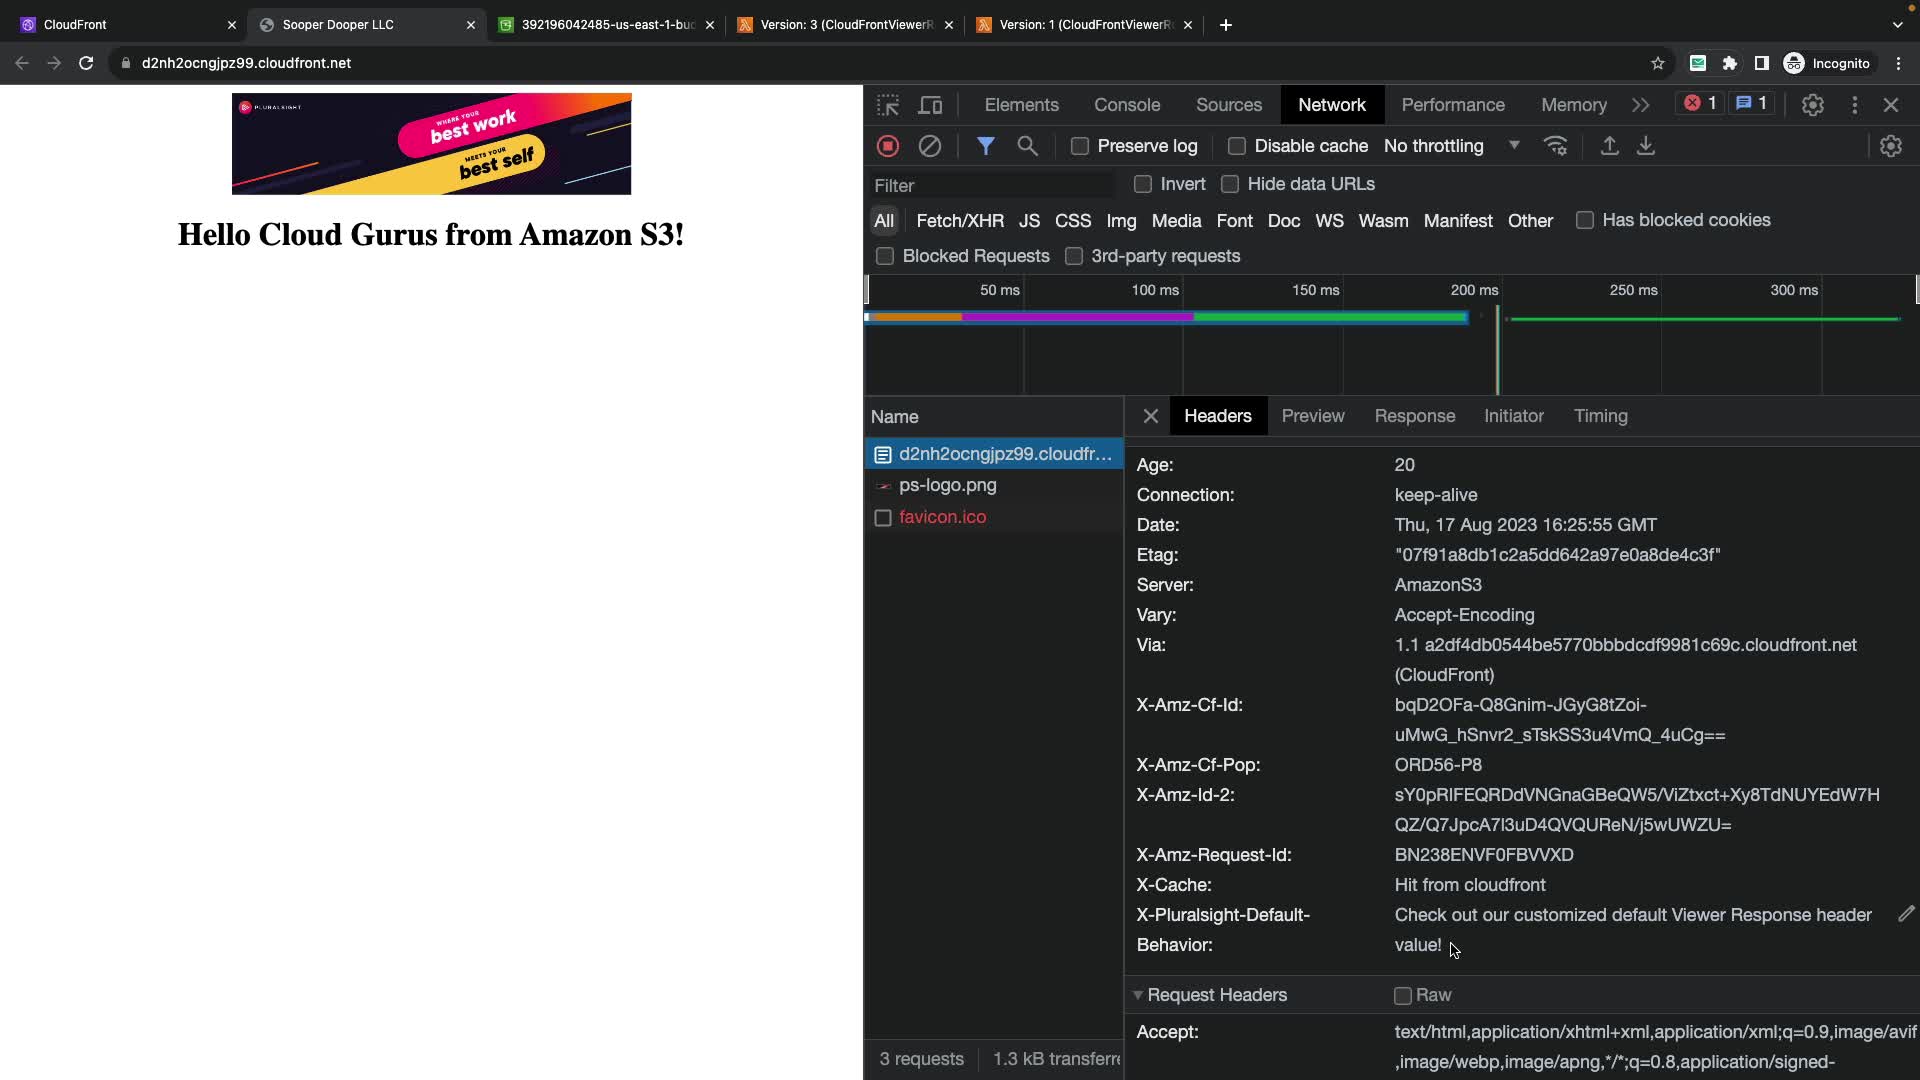 CloudFront
Sooper Dooper LLC
392196042485-us-east-1-buc
Version: 3 (CloudFrontViewerR
Version: 1 (CloudFrontViewerR
d2nh2ocngjpz99.cloudfront.net
Incognito
PLURALSIGHT
WHERE YOUR
best work
MEETS YOUR
best self
Hello Cloud Gurus from Amazon S3!
Elements Console Sources Network Performance Memory 1 1
Preserve log Disable cache No throttling
Filter Invert Hide data URLs
All Fetch/XHR JS CSS Img Media Font Doc WS Wasm Manifest Other Has blocked cookies
Blocked Requests 3rd-party requests
50 ms 100 ms 150 ms 200 ms 250 ms 300 ms
Name
d2nh2ocngjpz99.cloudfr...
ps-logo.png
favicon.ico
3 requests 1.3 kB transferre
Headers Preview Response Initiator Timing
Age: 20
Connection: keep-alive
Date: Thu, 17 Aug 2023 16:25:55 GMT
Etag: "07f91a8db1c2a5dd642a97e0a8de4c3f"
Server: AmazonS3
Vary: Accept-Encoding
Via: 1.1 a2df4db0544be5770bbbdcdf9981c69c.cloudfront.net
(CloudFront)
X-Amz-Cf-Id: bqD2OFa-Q8Gnim-JGyG8tZoi-
uMwG_hSnvr2_sTskSS3u4VmQ_4uCg==
X-Amz-Cf-Pop: ORD56-P8
X-Amz-Id-2: sY0pRIFEQRDdVNGnaGBeQW5/ViZtxct+Xy8TdNUYEdW7H
QZ/Q7JpcA7l3uD4QVQUReN/j5wUWZU=
X-Amz-Request-Id: BN238ENVF0FBVVXD
X-Cache: Hit from cloudfront
X-Pluralsight-Default- Check out our customized default Viewer Response header
Behavior: value!
Request Headers Raw
Accept: text/html,application/xhtml+xml,application/xml;q=0.9,image/avif
,image/webp,image/apng,*/*;q=0.8,application/signed-